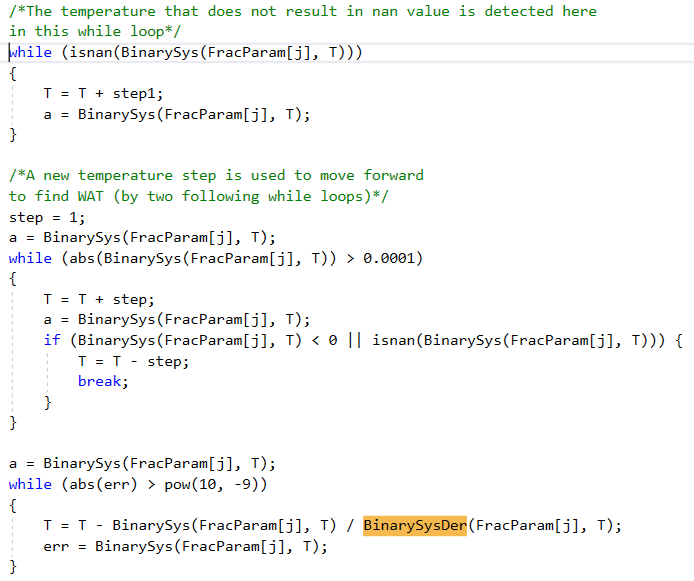 /*The temperature that does not result in nan value is detected here
in this while loop*/
while (isnan(BinarySys(FracParam[j], T)))
{
    T = T + step1;
    a = BinarySys(FracParam[j], T);
}
/*A new temperature step is used to move forward
to find WAT (by two following while loops)*/
step = 1;
a = BinarySys(FracParam[j], T);
while (abs(BinarySys(FracParam[j], T)) > 0.0001)
{
    T = T + step;
    a = BinarySys(FracParam[j], T);
    if (BinarySys(FracParam[j], T) < 0 || isnan(BinarySys(FracParam[j], T))) {
        T = T - step;
        break;
    }
}
a = BinarySys(FracParam[j], T);
while (abs(err) > pow(10, -9))
{
    T = T - BinarySys(FracParam[j], T) / BinarySysDer(FracParam[j], T);
    err = BinarySys(FracParam[j], T);
}